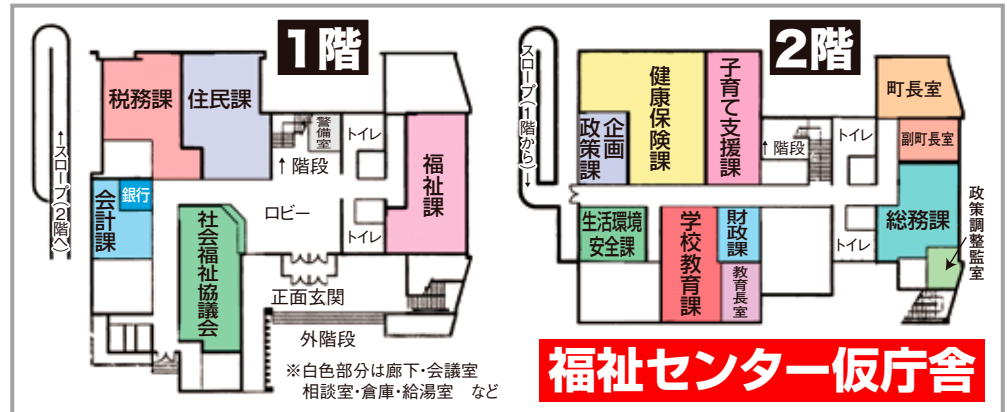 1階
税務課
住民課
警備室
トイレ
↑階段
福祉課
←スロープ(2階へ)
会計課
銀行
社会福祉協議会
ロビー
トイレ
正面玄関
外階段
※白色部分は廊下・会議室
相談室・倉庫・給湯室 など
2階
スロープ(1階から)→
企画
政策課
健康保険課
子育て支援課
↑階段
トイレ
町長室
副町長室
生活環境
安全課
学校教育課
財政課
教育長室
トイレ
総務課
政策調整監室
福祉センター仮庁舎